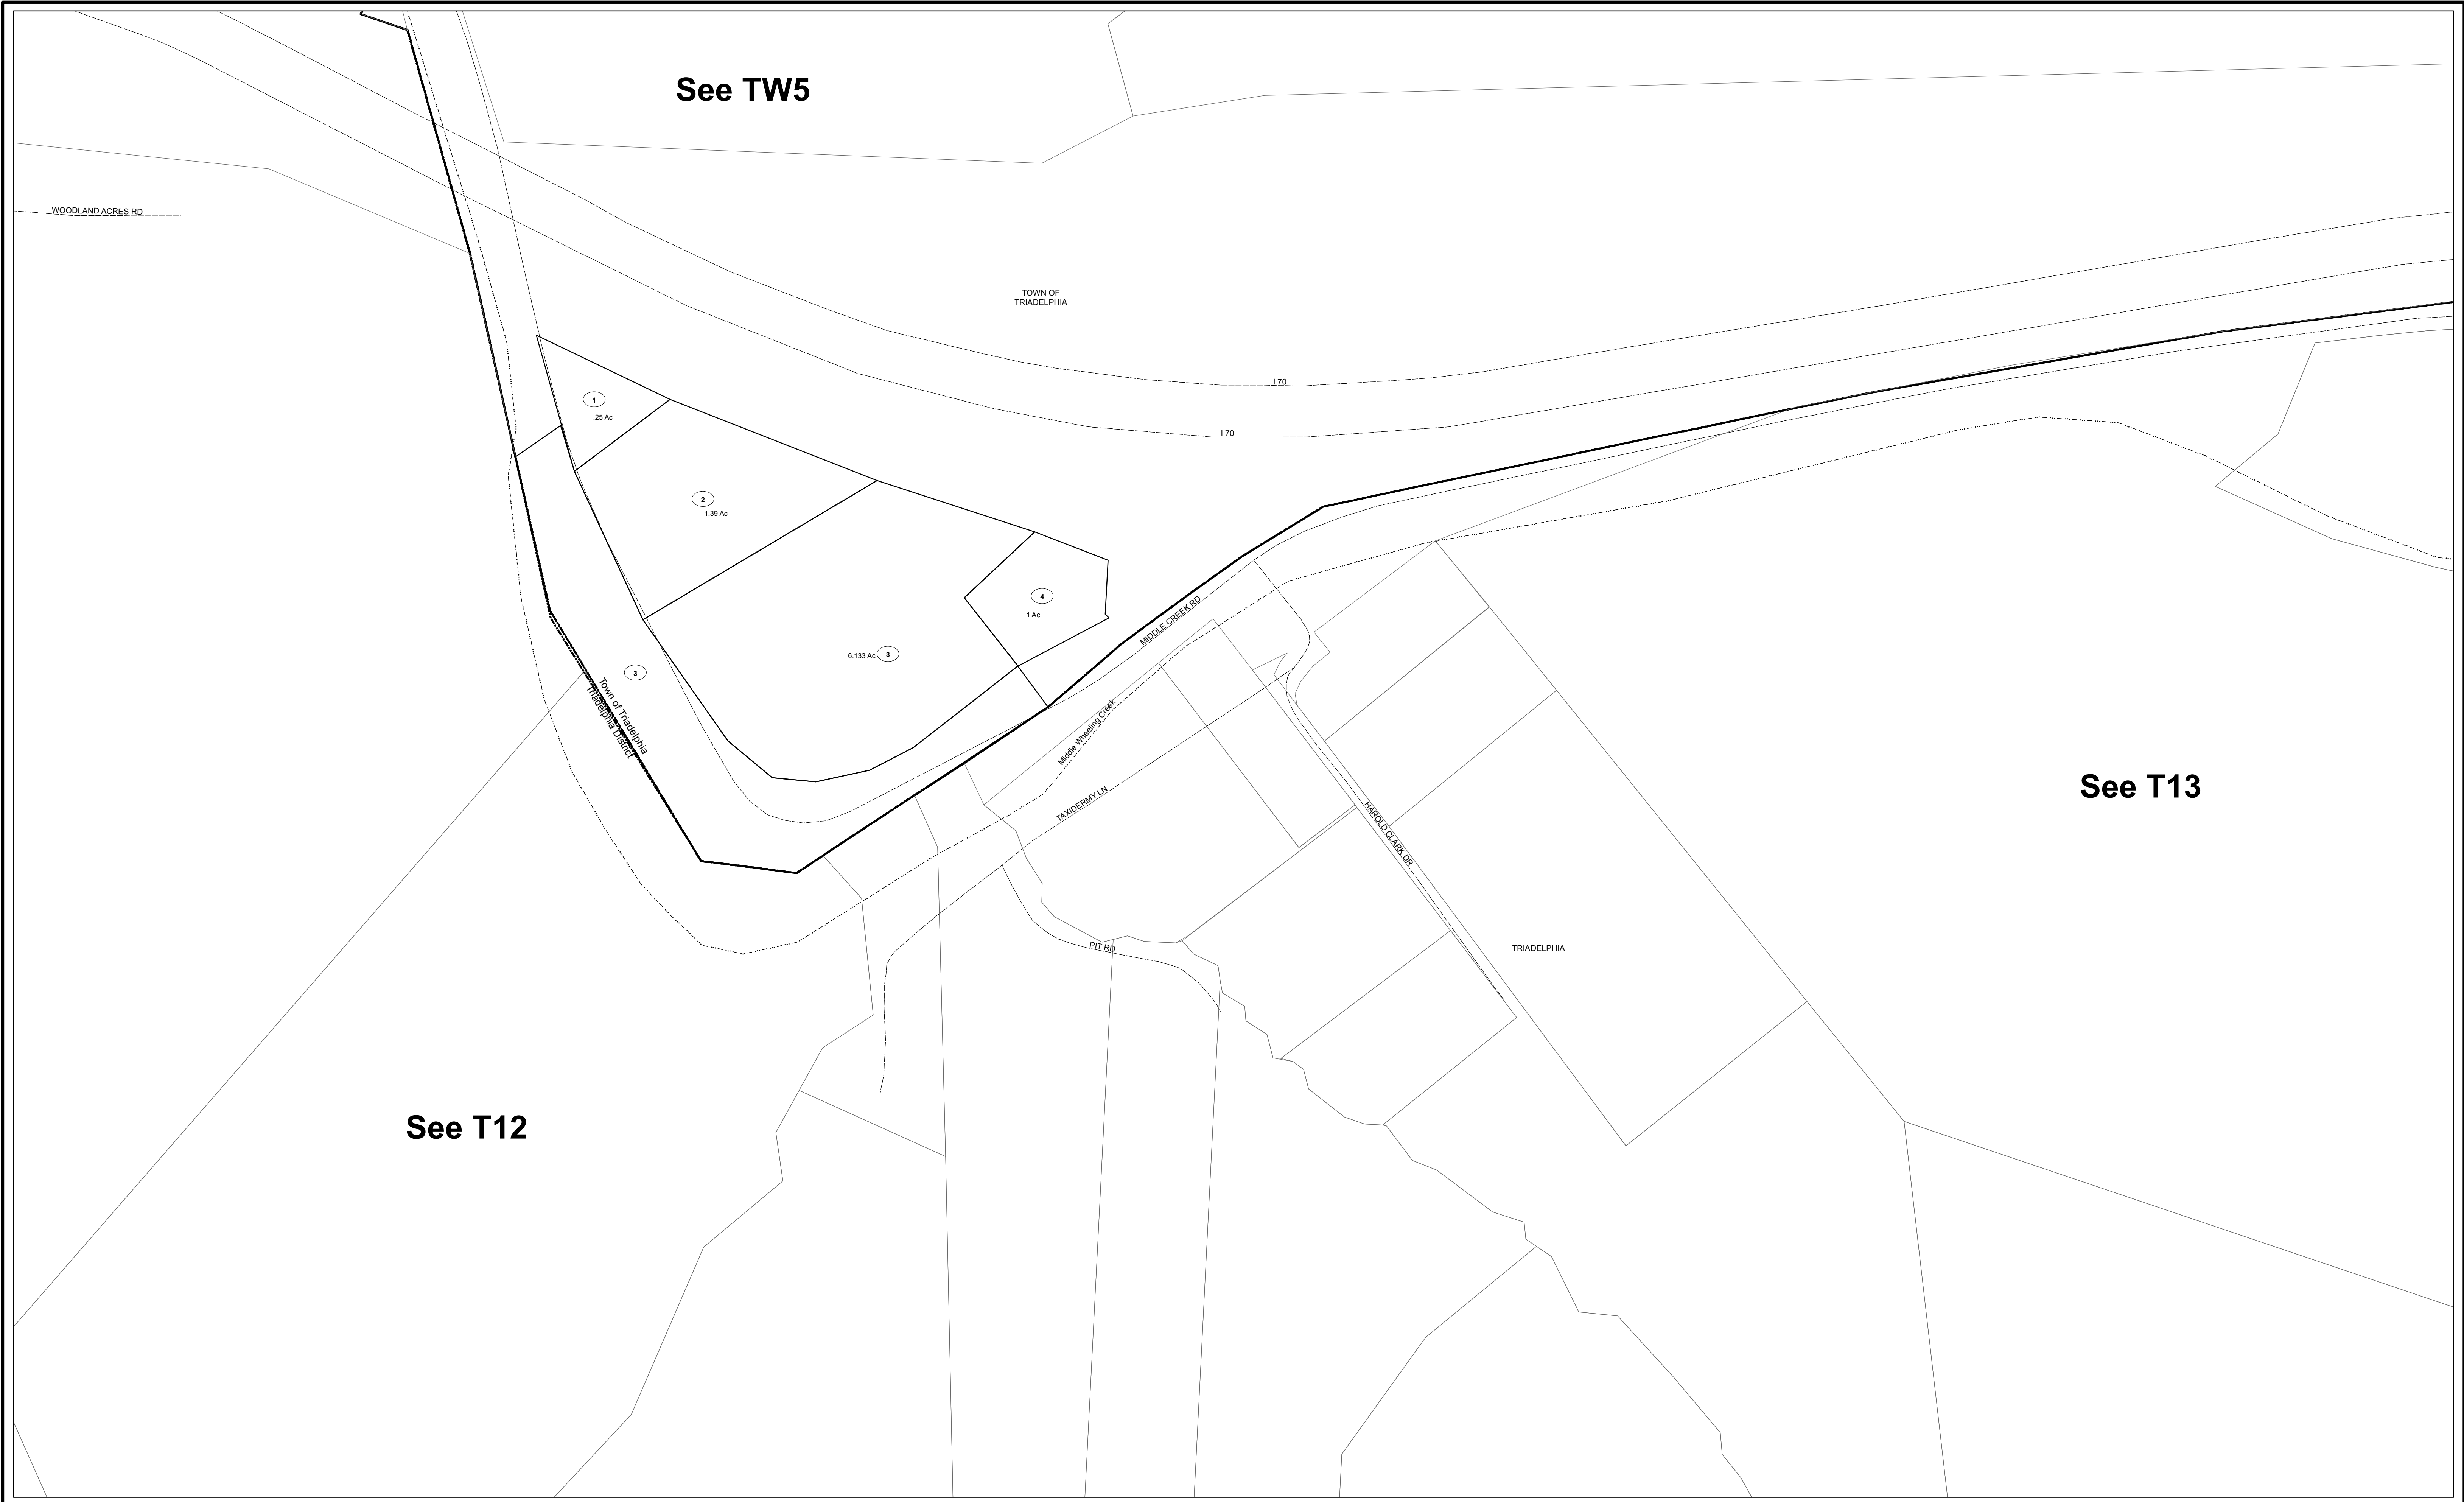 See TW5
WOODLAND ACRES RD
TOWN OF
TRIADELPHIA
I 70
1
.25 Ac
I 70
2
1.39 Ac
4
1 Ac
MIDDLE CREEK RD
6.133 Ac
3
3
Town of Triadelphia
Triadelphia District
Middle Wheeling Creek
See T13
TAXIDERMY LN
HAROLD CLARK DR
PIT RD
TRIADELPHIA
See T12